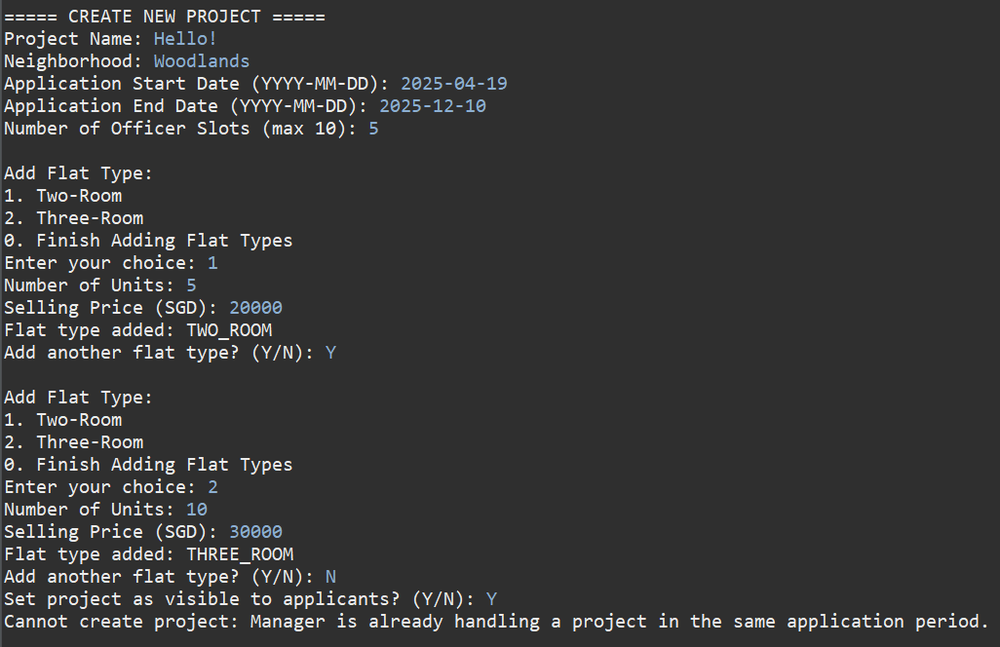 ===== CREATE NEW PROJECT =====
Project Name: Hello!
Neighborhood: Woodlands
Application Start Date (YYYY-MM-DD): 2025-04-19
Application End Date (YYYY-MM-DD): 2025-12-10
Number of Officer Slots (max 10): 5

Add Flat Type:
1. Two-Room
2. Three-Room
0. Finish Adding Flat Types
Enter your choice: 1
Number of Units: 5
Selling Price (SGD): 20000
Flat type added: TWO_ROOM
Add another flat type? (Y/N): Y

Add Flat Type:
1. Two-Room
2. Three-Room
0. Finish Adding Flat Types
Enter your choice: 2
Number of Units: 10
Selling Price (SGD): 30000
Flat type added: THREE_ROOM
Add another flat type? (Y/N): N
Set project as visible to applicants? (Y/N): Y
Cannot create project: Manager is already handling a project in the same application period.